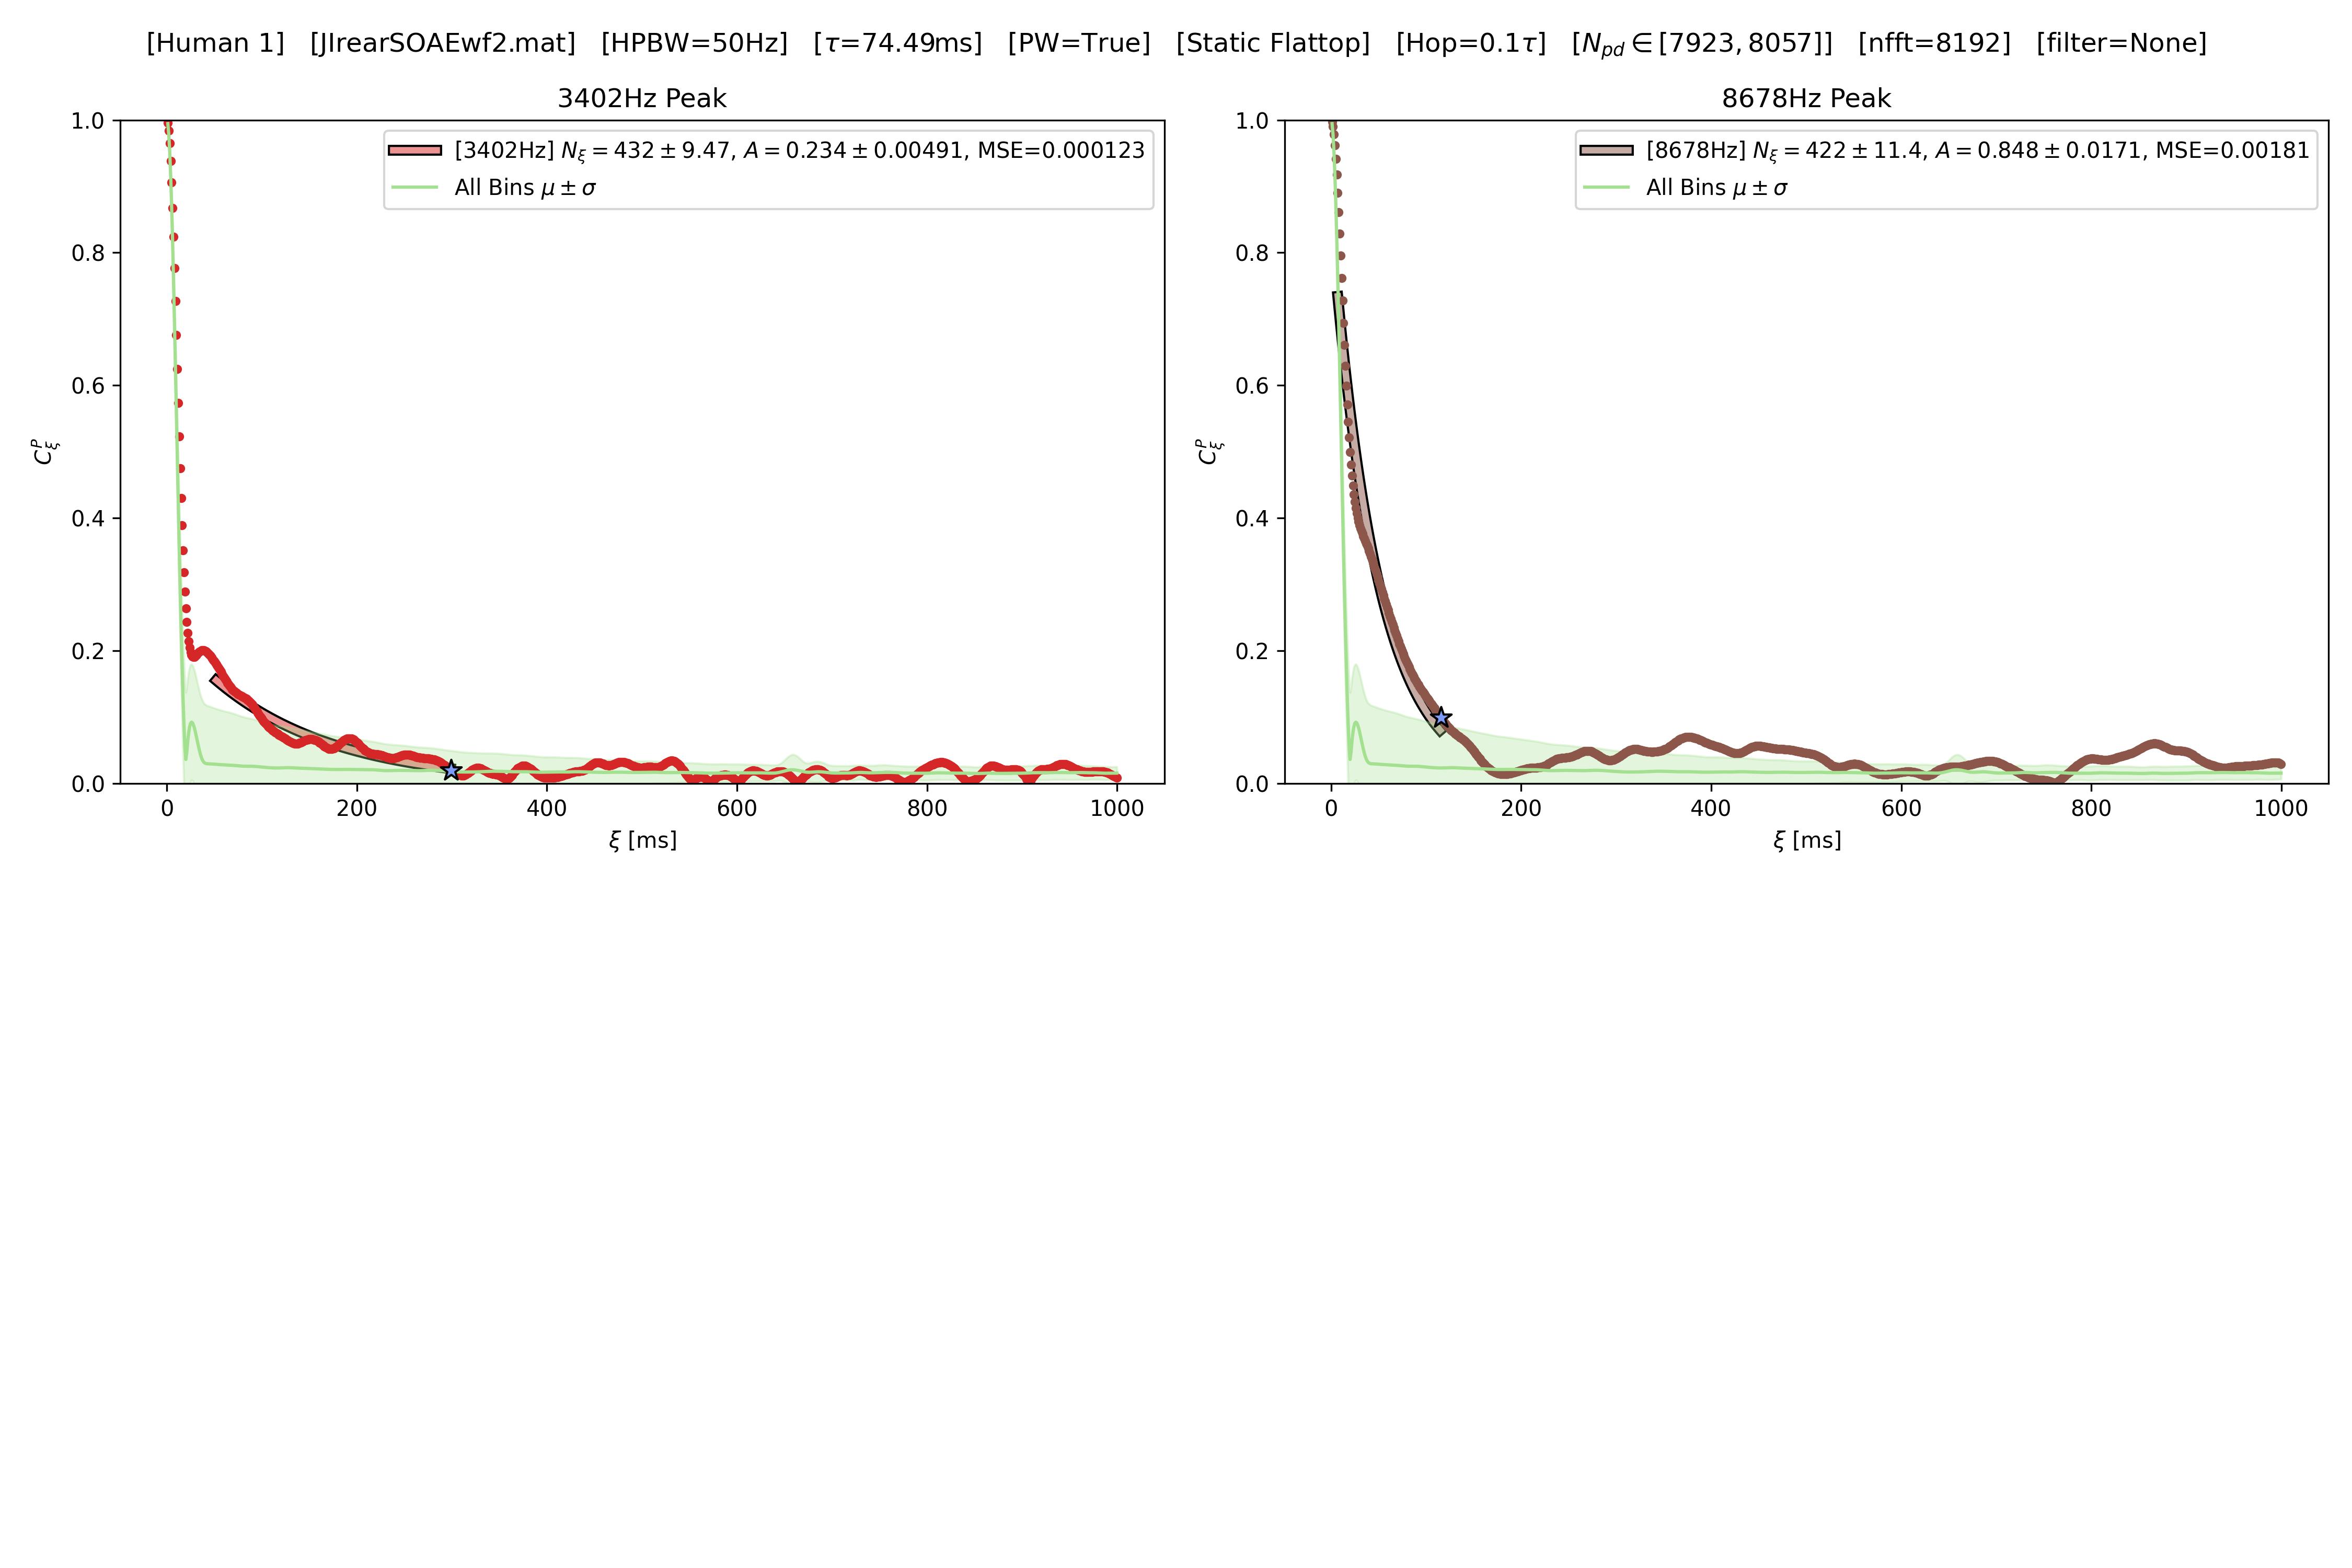 [Human 1]   [JIrearSOAEwf2.mat]   [HPBW=50Hz]   [τ=74.49ms]   [PW=True]   [Static Flattop]   [Hop=0.1τ]   [N_pd ∈ [7923, 8057]]   [nfft=8192]   [filter=None]
3402Hz Peak
[3402Hz] N_ξ = 432 ± 9.47, A = 0.234 ± 0.00491, MSE=0.000123
All Bins μ ± σ
1.0
0.8
0.6
0.4
0.2
0.0
C_ξ^P
0 200 400 600 800 1000
ξ [ms]
8678Hz Peak
[8678Hz] N_ξ = 422 ± 11.4, A = 0.848 ± 0.0171, MSE=0.00181
All Bins μ ± σ
1.0
0.8
0.6
0.4
0.2
0.0
C_ξ^P
0 200 400 600 800 1000
ξ [ms]